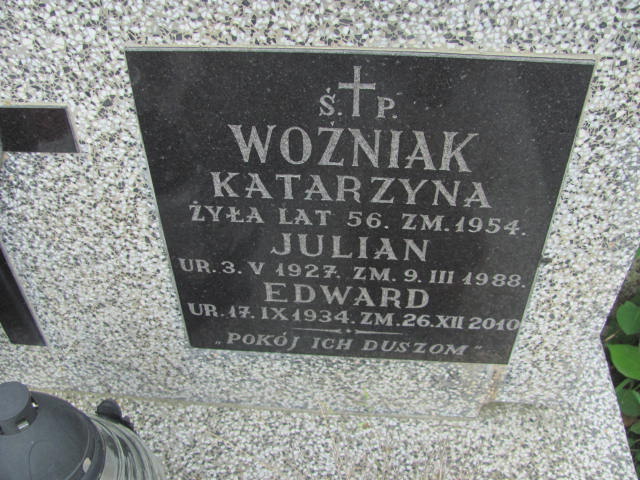 Ś.P.
WOŹNIAK
KATARZYNA
ŻYŁA LAT 56. ZM. 1954.
JULIAN
UR. 3. V 1927. ZM. 9. III 1988.
EDWARD
UR. 17. IX 1934. ZM. 26. XII 2010
„POKÓJ ICH DUSZOM"